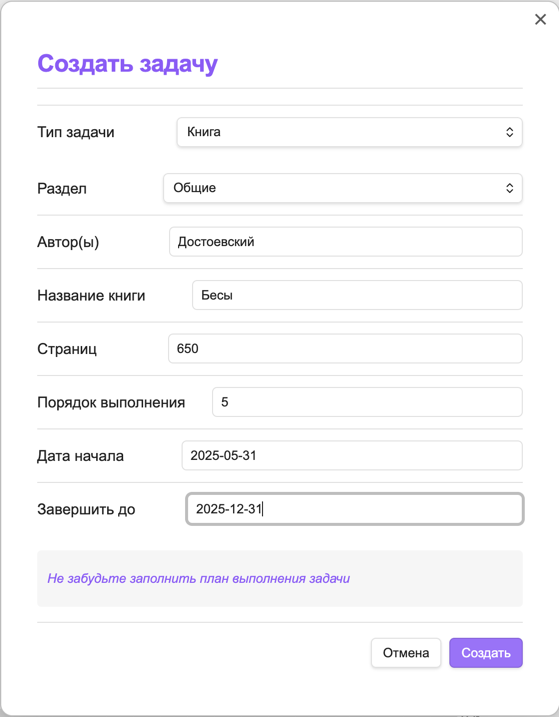 Создать задачу
Тип задачи Книга
Раздел Общие
Автор(ы) Достоевский
Название книги Бесы
Страниц 650
Порядок выполнения 5
Дата начала 2025-05-31
Завершить до 2025-12-31
Не забудьте заполнить план выполнения задачи
Отмена Создать